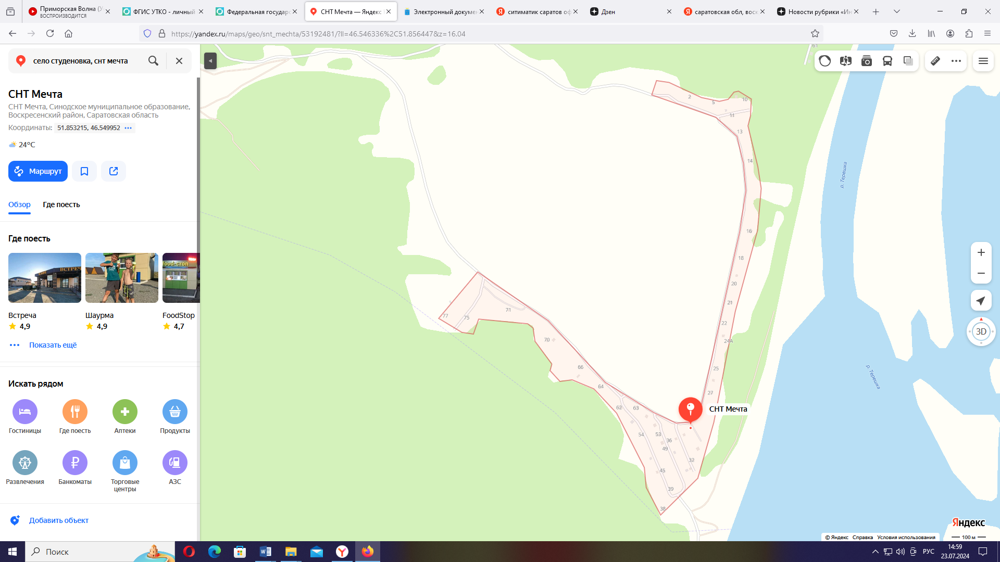 Приморская Волна (У
ВОСПРОИЗВОДИТСЯ
ФГИС УТКО - личный
Федеральная государс
СНТ Мечта — Яндекс
Электронный докумен
ситиматик саратов оф
Дзен
саратовская обл, воск
Новости рубрики «Ин
https://yandex.ru/maps/geo/snt_mechta/53192481/?ll=46.546336%2C51.856447&z=16.04
село студеновка, снт мечта
СНТ Мечта
СНТ Мечта, Синодское муниципальное образование,
Воскресенский район, Саратовская область
Координаты: 51.853215, 46.549952
24°C
Маршрут
Обзор
Где поесть
Где поесть
КАФЕ ВСТРЕЧ
food-стоп
Встреча
Шаурма
FoodStop
4,9
4,9
4,7
Показать ещё
Искать рядом
Гостиницы
Где поесть
Аптеки
Продукты
Развлечения
Банкоматы
Торговые
центры
АЗС
Добавить объект
61
2
5
10
11
13
14
16
18
20
21
22
24А
25
27
77
75
71
70
66
64
62
63
54
53
36
49
32
45
39
38
СНТ Мечта
р. Терешка
р. Терешка
3D
Яндекс
© Яндекс Справка Условия использования
100 м
Поиск
РУС
14:59
23.07.2024